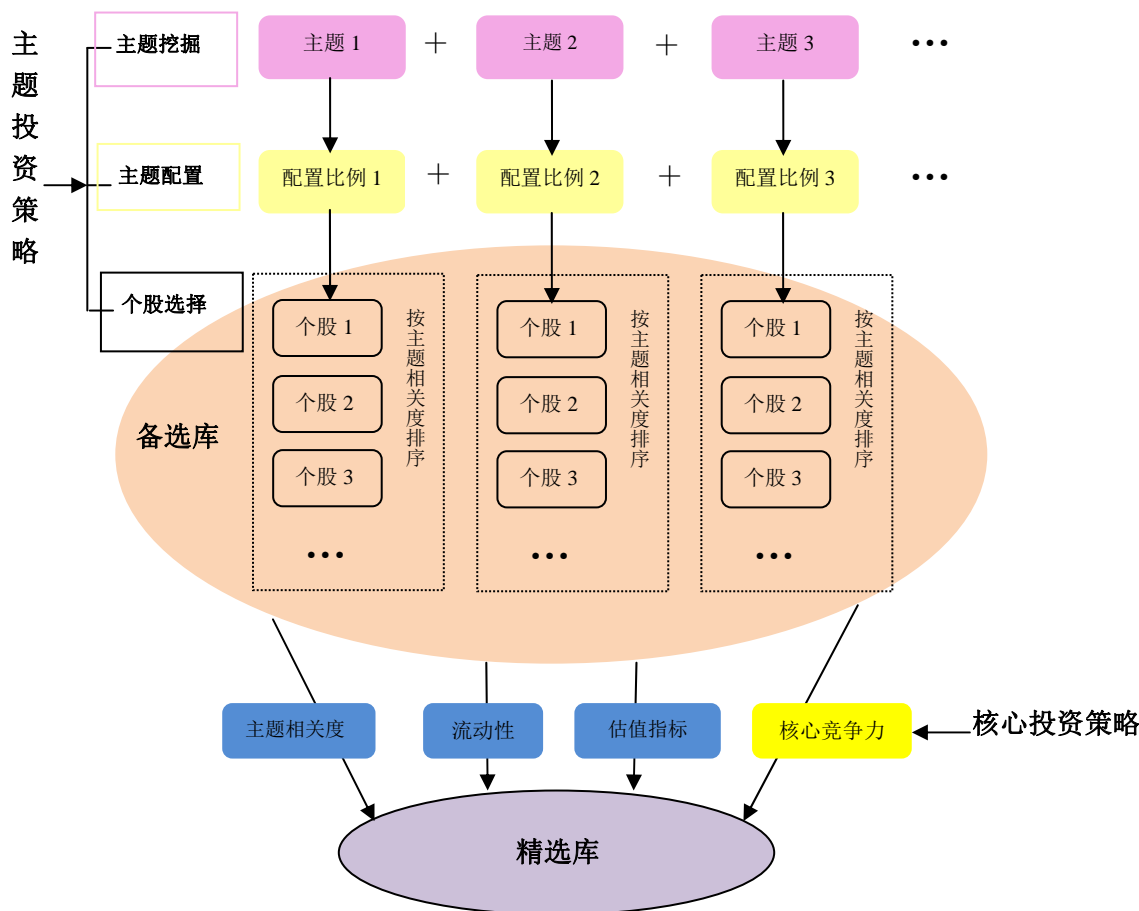 主题投资策略
主题挖掘
主题 1
+
主题 2
+
主题 3
•••
主题配置
配置比例 1
+
配置比例 2
+
配置比例 3
•••
个股选择
备选库
个股 1
个股 2
个股 3
•••
按主题相关度排序
个股 1
个股 2
个股 3
•••
按主题相关度排序
个股 1
个股 2
个股 3
•••
按主题相关度排序
主题相关度
流动性
估值指标
核心竞争力
核心投资策略
精选库